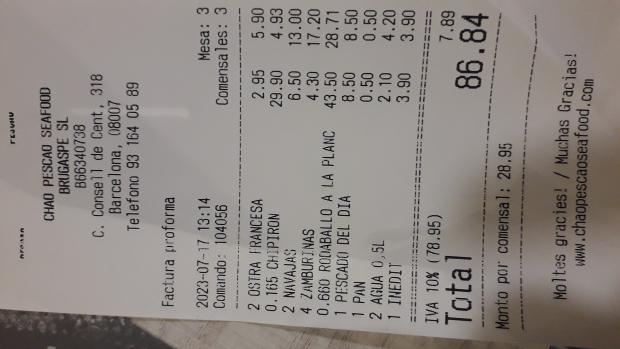 CHAO PESCAO SEAFOOD
BRUGASPE SL
B66340738
C. Consell de Cent, 318
Barcelona, 08007
Telefono 93 164 05 89
Factura proforma
2023-07-17 13:14 Mesa: 3
Comando: 104056 Comensales: 3
2 OSTRA FRANCESA 2.95 5.90
0.165 CHIPIRON 29.90 4.93
2 NAVAJAS 6.50 13.00
4 ZAMBURINAS 4.30 17.20
0.660 RODABALLO A LA PLANC 43.50 28.71
1 PESCADO DEL DIA 8.50 8.50
1 PAN 0.50 0.50
2 AGUA 0,5L 2.10 4.20
1 INEDIT 3.90 3.90
IVA 10% (78.95) 7.89
Total 86.84
Monto por comensal: 28.95
Moltes gracies! / Muchas Gracias!
www.chaopescaoseafood.com